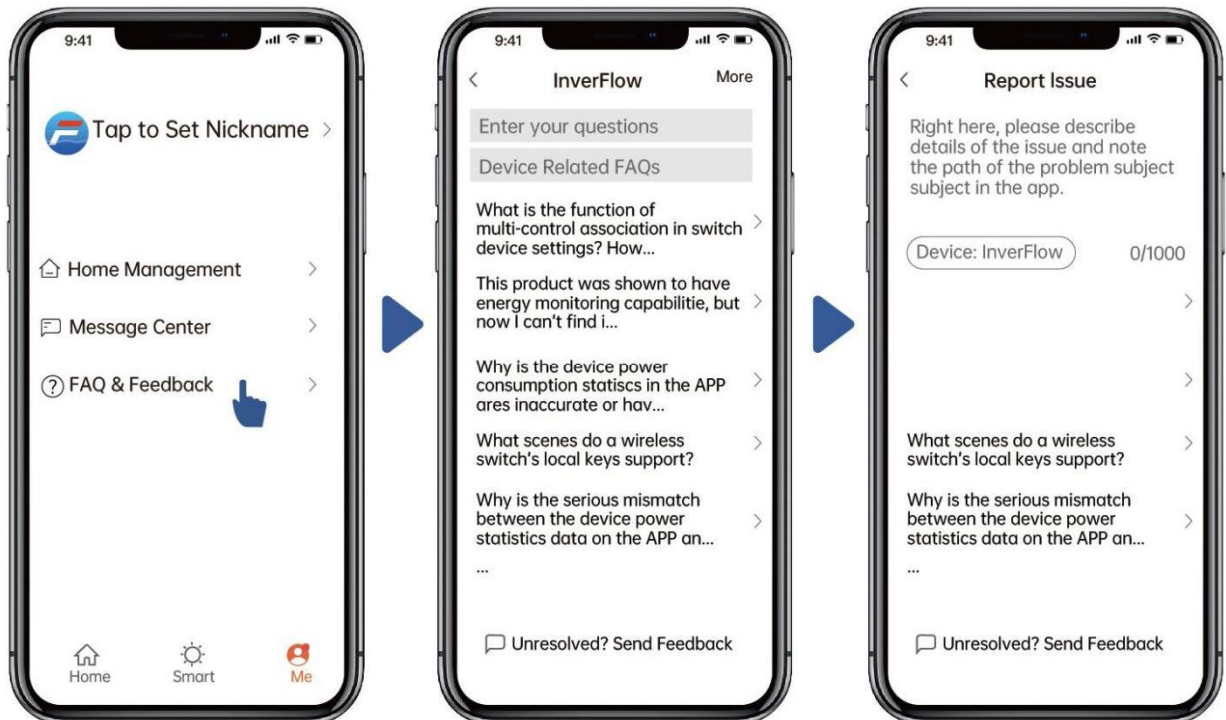 9:41
Tap to Set Nickname
Home Management
Message Center
FAQ & Feedback
Home
Smart
Me
9:41
InverFlow
More
Enter your questions
Device Related FAQs
What is the function of
multi-control association in switch
device settings? How...
This product was shown to have
energy monitoring capabilitie, but
now I can't find i...
Why is the device power
consumption statiscs in the APP
ares inaccurate or hav...
What scenes do a wireless
switch's local keys support?
Why is the serious mismatch
between the device power
statistics data on the APP an...
...
Unresolved? Send Feedback
9:41
Report Issue
Right here, please describe
details of the issue and note
the path of the problem subject
subject in the app.
Device: InverFlow
0/1000
What scenes do a wireless
switch's local keys support?
Why is the serious mismatch
between the device power
statistics data on the APP an...
...
Unresolved? Send Feedback